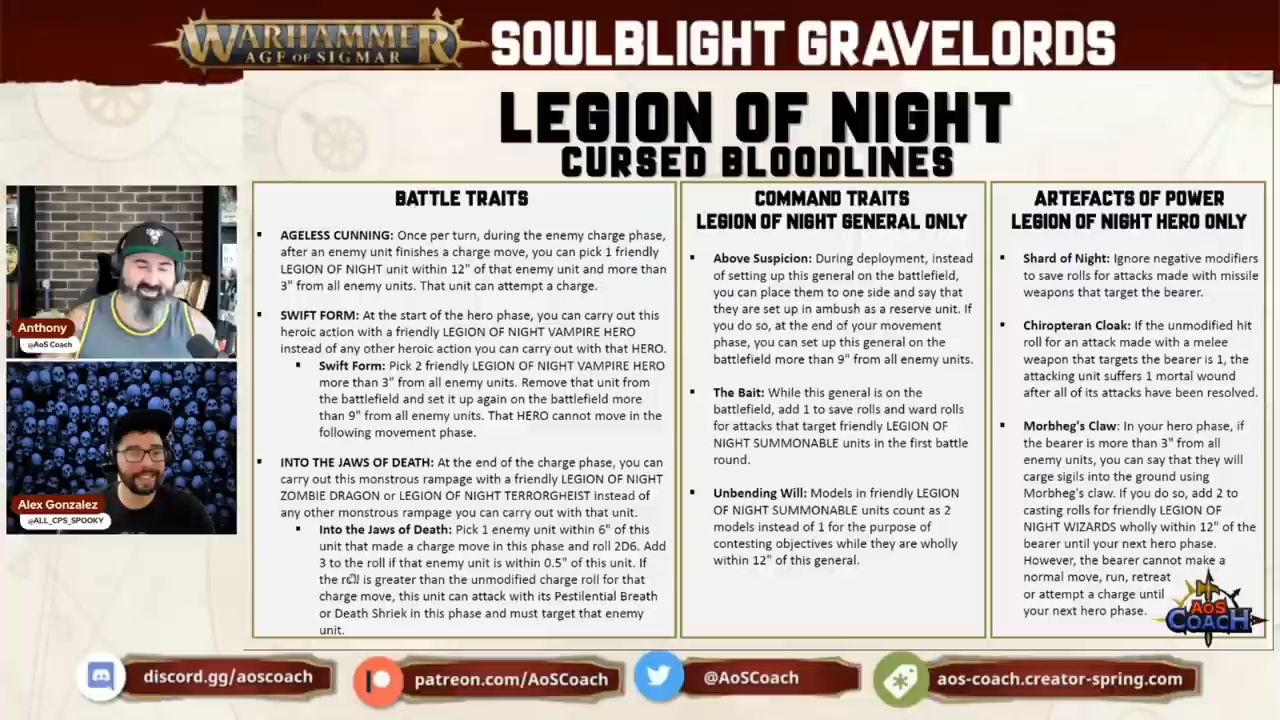 WARHAMMER
AGE OF SIGMAR
SOULBLIGHT GRAVELORDS
LEGION OF NIGHT
CURSED BLOODLINES
BATTLE TRAITS
▪ AGELESS CUNNING: Once per turn, during the enemy charge phase,
after an enemy unit finishes a charge move, you can pick 1 friendly
LEGION OF NIGHT unit within 12" of that enemy unit and more than
3" from all enemy units. That unit can attempt a charge.
▪ SWIFT FORM: At the start of the hero phase, you can carry out this
heroic action with a friendly LEGION OF NIGHT VAMPIRE HERO
instead of any other heroic action you can carry out with that HERO.
▪ Swift Form: Pick 2 friendly LEGION OF NIGHT VAMPIRE HERO
more than 3" from all enemy units. Remove that unit from
the battlefield and set it up again on the battlefield more
than 9" from all enemy units. That HERO cannot move in the
following movement phase.
▪ INTO THE JAWS OF DEATH: At the end of the charge phase, you can
carry out this monstrous rampage with a friendly LEGION OF NIGHT
ZOMBIE DRAGON or LEGION OF NIGHT TERRORGHEIST instead of
any other monstrous rampage you can carry out with that unit.
▪ Into the Jaws of Death: Pick 1 enemy unit within 6" of this
unit that made a charge move in this phase and roll 2D6. Add
3 to the roll if that enemy unit is within 0.5" of this unit. If
the roll is greater than the unmodified charge roll for that
charge move, this unit can attack with its Pestilential Breath
or Death Shriek in this phase and must target that enemy
unit.
COMMAND TRAITS
LEGION OF NIGHT GENERAL ONLY
▪ Above Suspicion: During deployment, instead
of setting up this general on the battlefield,
you can place them to one side and say that
they are set up in ambush as a reserve unit. If
you do so, at the end of your movement
phase, you can set up this general on the
battlefield more than 9" from all enemy units.
▪ The Bait: While this general is on the
battlefield, add 1 to save rolls and ward rolls
for attacks that target friendly LEGION OF
NIGHT SUMMONABLE units in the first battle
round.
▪ Unbending Will: Models in friendly LEGION
OF NIGHT SUMMONABLE units count as 2
models instead of 1 for the purpose of
contesting objectives while they are wholly
within 12" of this general.
ARTEFACTS OF POWER
LEGION OF NIGHT HERO ONLY
▪ Shard of Night: Ignore negative modifiers
to save rolls for attacks made with missile
weapons that target the bearer.
▪ Chiropteran Cloak: If the unmodified hit
roll for an attack made with a melee
weapon that targets the bearer is 1, the
attacking unit suffers 1 mortal wound
after all of its attacks have been resolved.
▪ Morbheg's Claw: In your hero phase, if
the bearer is more than 3" from all
enemy units, you can say that they will
carge sigils into the ground using
Morbheg's claw. If you do so, add 2 to
casting rolls for friendly LEGION OF
NIGHT WIZARDS wholly within 12" of the
bearer until your next hero phase.
However, the bearer cannot make a
normal move, run, retreat
or attempt a charge until
your next hero phase.
AOS
COACH
Anthony
@AoS Coach
Alex Gonzalez
@ALL_CPS_SPOOKY
discord.gg/aoscoach
patreon.com/AoSCoach
@AoSCoach
aos-coach.creator-spring.com